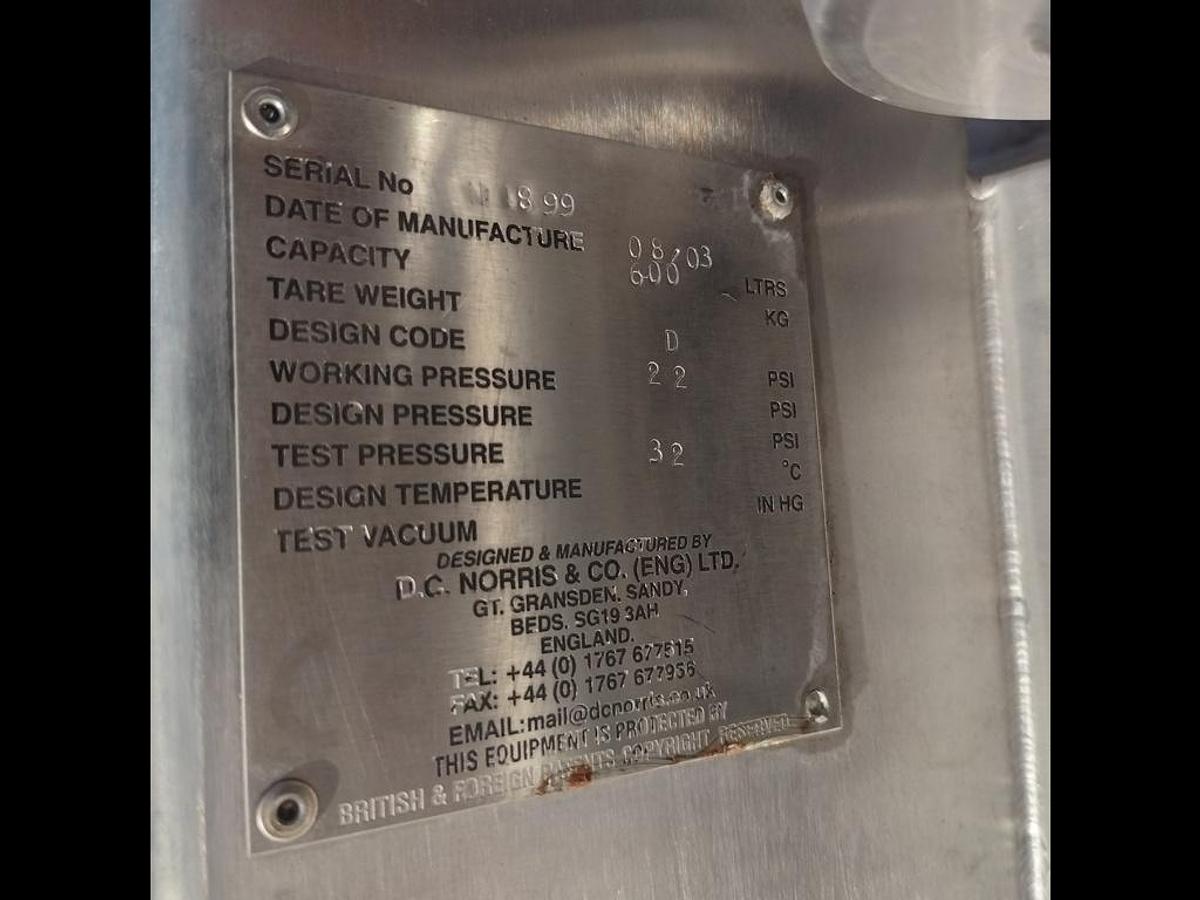 SERIAL No 899
DATE OF MANUFACTURE 08/03
CAPACITY 600 LTRS
TARE WEIGHT KG
DESIGN CODE D
WORKING PRESSURE 22 PSI
DESIGN PRESSURE PSI
TEST PRESSURE 32 PSI
DESIGN TEMPERATURE °C
TEST VACUUM IN HG
DESIGNED & MANUFACTURED BY
D.C. NORRIS & CO. (ENG) LTD.
GT. GRANSDEN. SANDY,
BEDS. SG19 3AH
ENGLAND.
TEL: +44 (0) 1767 677515
FAX: +44 (0) 1767 677956
EMAIL:mail@dcnorris.co.uk
THIS EQUIPMENT IS PROTECTED BY
BRITISH & FOREIGN PATENTS COPYRIGHT RESERVED